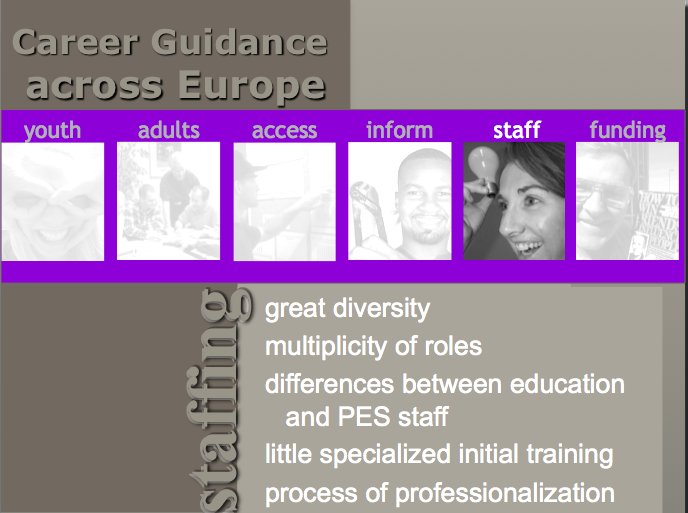 Career Guidance
across Europe
youth adults access inform staff funding
staffing
great diversity
multiplicity of roles
differences between education
and PES staff
little specialized initial training
process of professionalization